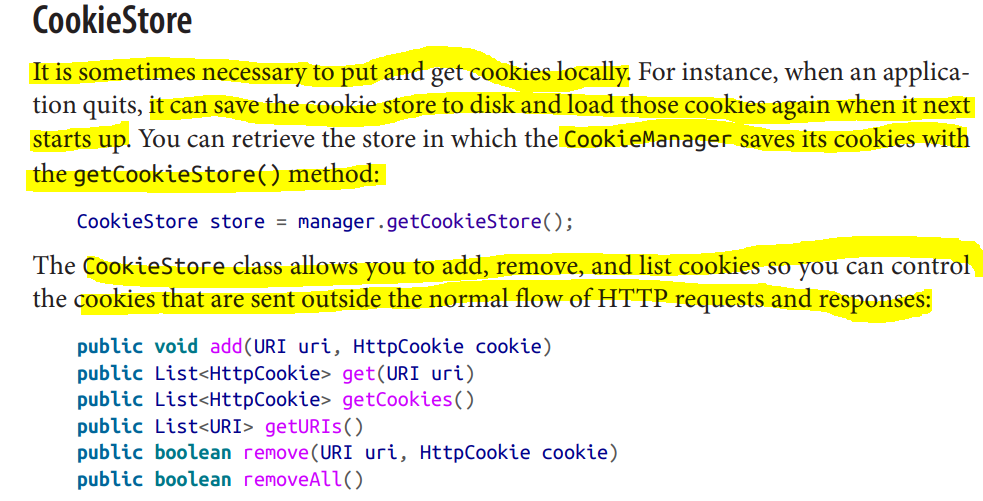 CookieStore
It is sometimes necessary to put and get cookies locally. For instance, when an applica-
tion quits, it can save the cookie store to disk and load those cookies again when it next
starts up. You can retrieve the store in which the CookieManager saves its cookies with
the getCookieStore() method:
CookieStore store = manager.getCookieStore();
The CookieStore class allows you to add, remove, and list cookies so you can control
the cookies that are sent outside the normal flow of HTTP requests and responses:
public void add(URI uri, HttpCookie cookie)
public List<HttpCookie> get(URI uri)
public List<HttpCookie> getCookies()
public List<URI> getURIs()
public boolean remove(URI uri, HttpCookie cookie)
public boolean removeAll()